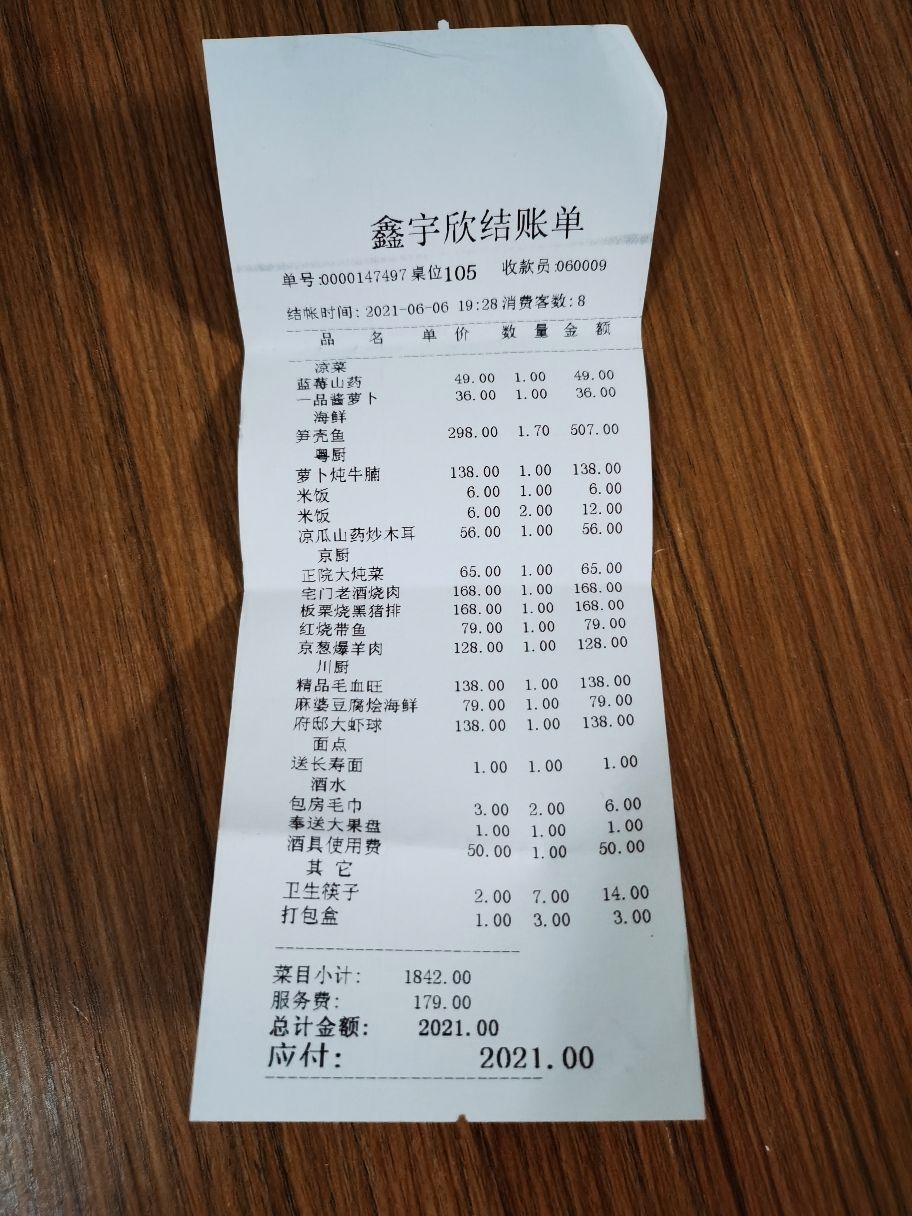 鑫宇欣结账单
单号:0000147497 桌位105 收款员:060009
结帐时间: 2021-06-06 19:28 消费客数: 8
品 名 单 价 数 量 金 额
凉菜
蓝莓山药 49.00 1.00 49.00
一品酱萝卜 36.00 1.00 36.00
海鲜
笋壳鱼 298.00 1.70 507.00
粤厨
萝卜炖牛腩 138.00 1.00 138.00
米饭 6.00 1.00 6.00
米饭 6.00 2.00 12.00
凉瓜山药炒木耳 56.00 1.00 56.00
京厨
正院大炖菜 65.00 1.00 65.00
宅门老酒烧肉 168.00 1.00 168.00
板栗烧黑猪排 168.00 1.00 168.00
红烧带鱼 79.00 1.00 79.00
京葱爆羊肉 128.00 1.00 128.00
川厨
精品毛血旺 138.00 1.00 138.00
麻婆豆腐烩海鲜 79.00 1.00 79.00
府邸大虾球 138.00 1.00 138.00
面点
送长寿面 1.00 1.00 1.00
酒水
包房毛巾 3.00 2.00 6.00
奉送大果盘 1.00 1.00 1.00
酒具使用费 50.00 1.00 50.00
其 它
卫生筷子 2.00 7.00 14.00
打包盒 1.00 3.00 3.00
菜目小计: 1842.00
服务费: 179.00
总计金额: 2021.00
应付: 2021.00